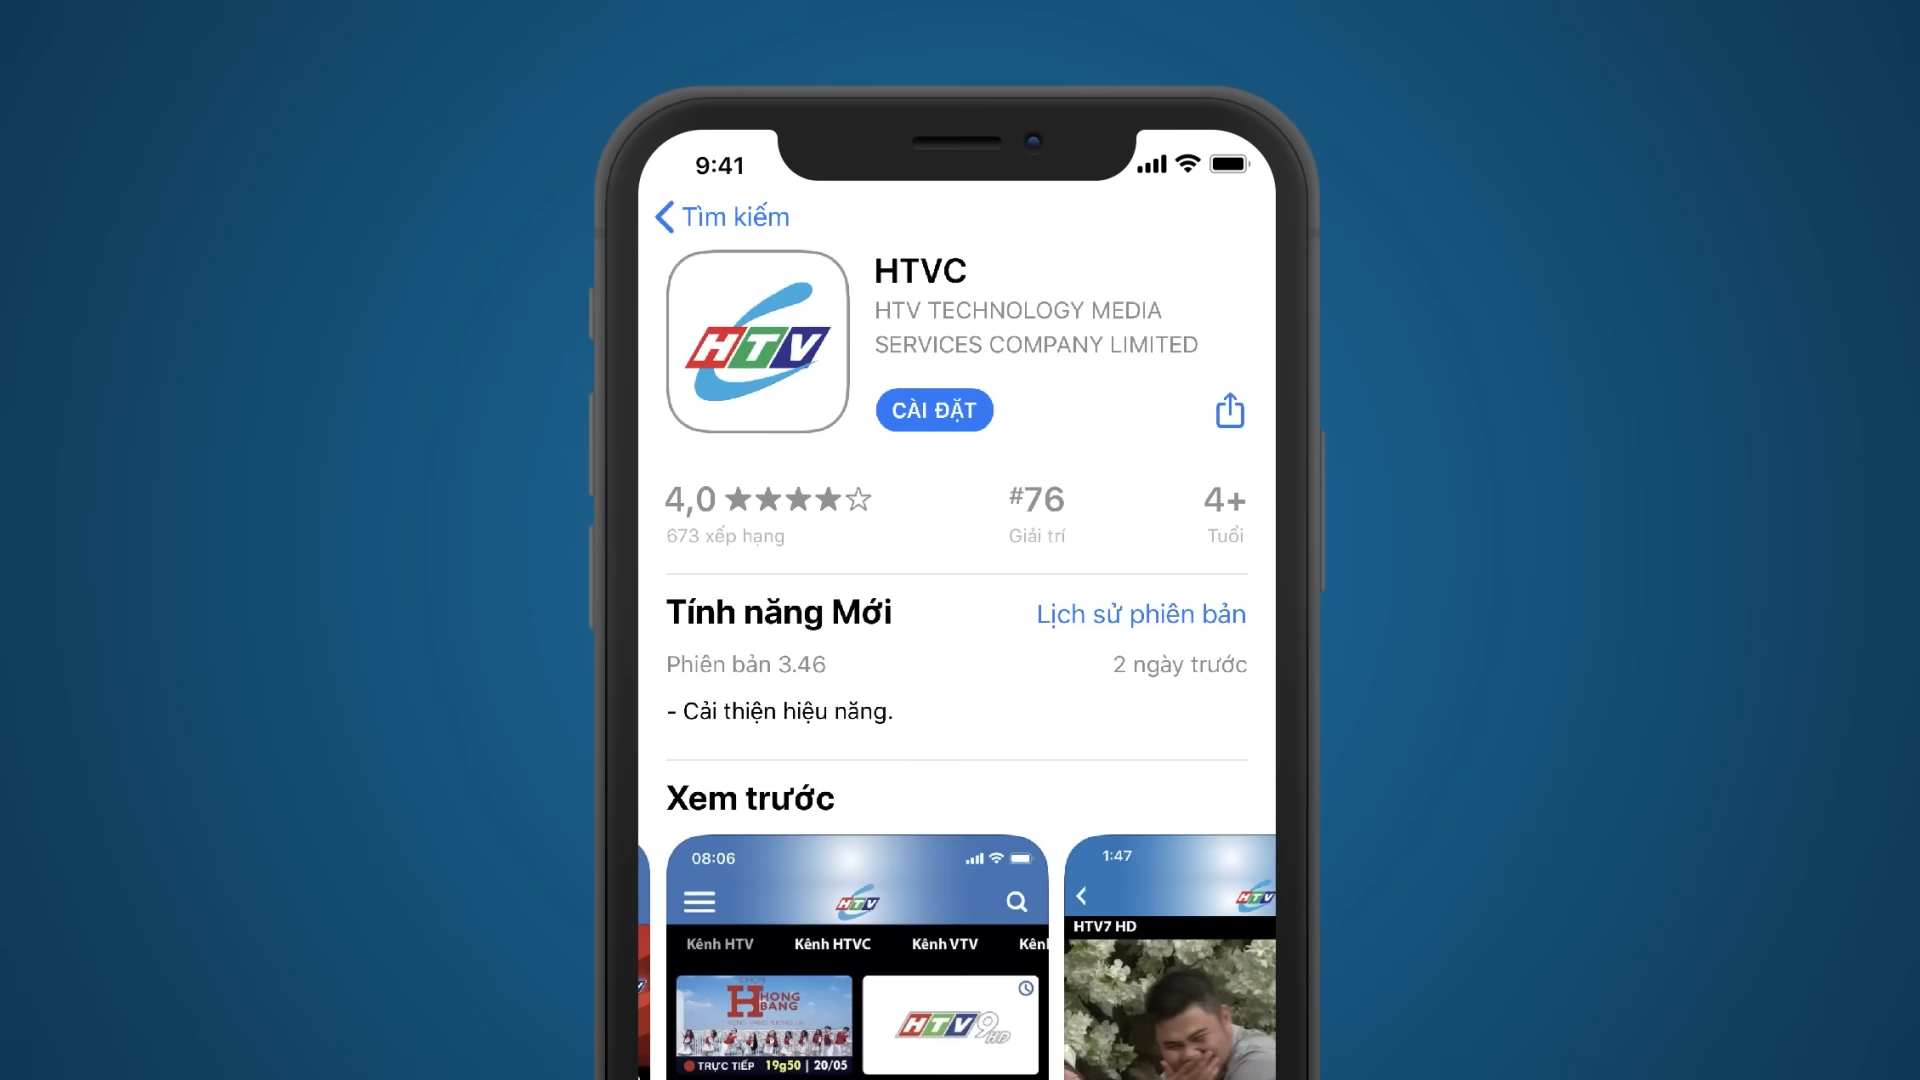 9:41
Tìm kiếm
HTV
HTVC
HTV TECHNOLOGY MEDIA
SERVICES COMPANY LIMITED
CÀI ĐẶT
4,0
673 xếp hạng
#76
Giải trí
4+
Tuổi
Tính năng Mới
Lịch sử phiên bản
Phiên bản 3.46
2 ngày trước
- Cải thiện hiệu năng.
Xem trước
08:06
HTV
Kênh HTV
Kênh HTVC
Kênh VTV
HONG
BANG
TRỰC TIẾP 19g50 | 20/05
HTV9 HD
1:47
HTV
HTV7 HD